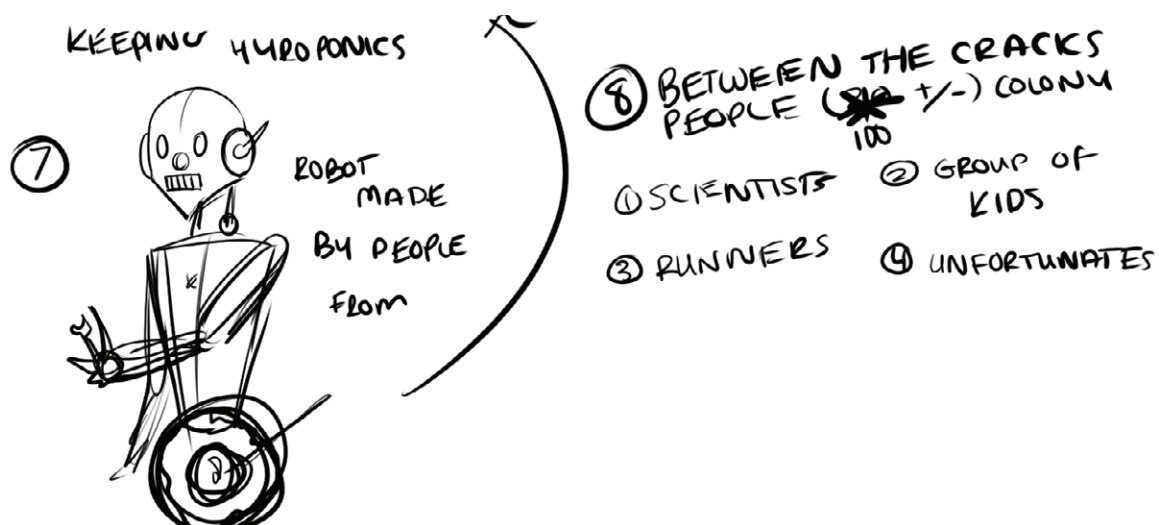 KEEPING HYDROPONICS
7
ROBOT
MADE
BY PEOPLE
FROM
8 BETWEEN THE CRACKS
PEOPLE ( +/-) COLONY
100
1 SCIENTISTS
2 GROUP OF
KIDS
3 RUNNERS
4 UNFORTUNATES